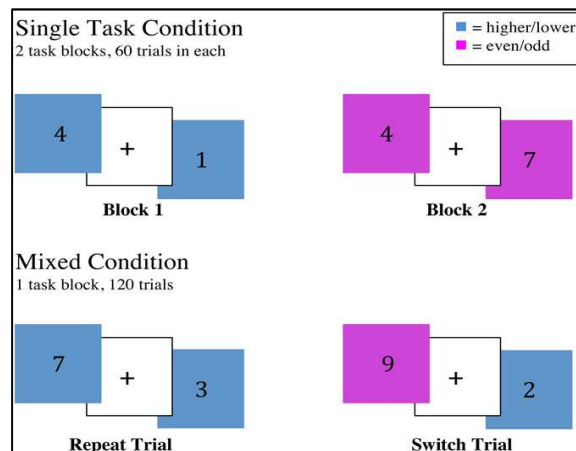 Single Task Condition
2 task blocks, 60 trials in each
= higher/lower
= even/odd
4
+
1
Block 1
4
+
7
Block 2
Mixed Condition
1 task block, 120 trials
7
+
3
Repeat Trial
9
+
2
Switch Trial